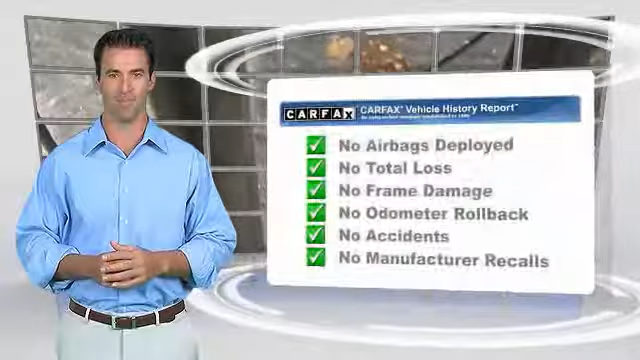 CARFAX CARFAX® Vehicle History Report™
No Airbags Deployed
No Total Loss
No Frame Damage
No Odometer Rollback
No Accidents
No Manufacturer Recalls